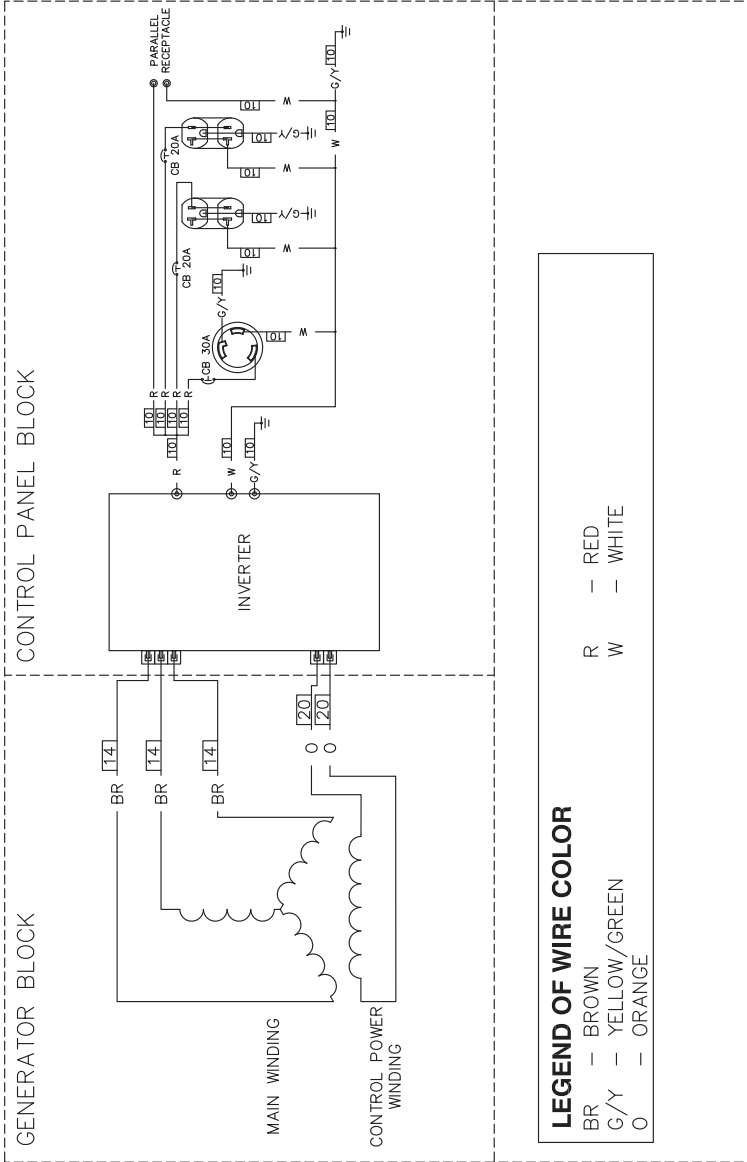 GENERATOR BLOCK
MAIN WINDING
CONTROL POWER
WINDING
BR
14
BR
14
BR
14
O
20
O
20
CONTROL PANEL BLOCK
INVERTER
R
10
W
10
G/Y
10
10
R
10
R
10
R
10
R
CB 30A
G/Y
10
10
W
CB 20A
10
W
G/Y
10
W
CB 20A
10
G/Y
10
W
W
10
G/Y
10
PARALLEL
RECEPTACLE
LEGEND OF WIRE COLOR
BR – BROWN
G/Y – YELLOW/GREEN
O – ORANGE
R – RED
W – WHITE